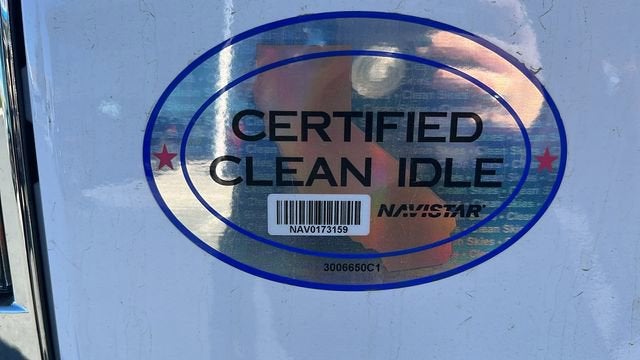 CERTIFIED
CLEAN IDLE
NAVISTAR
NAV0173159
3006650C1